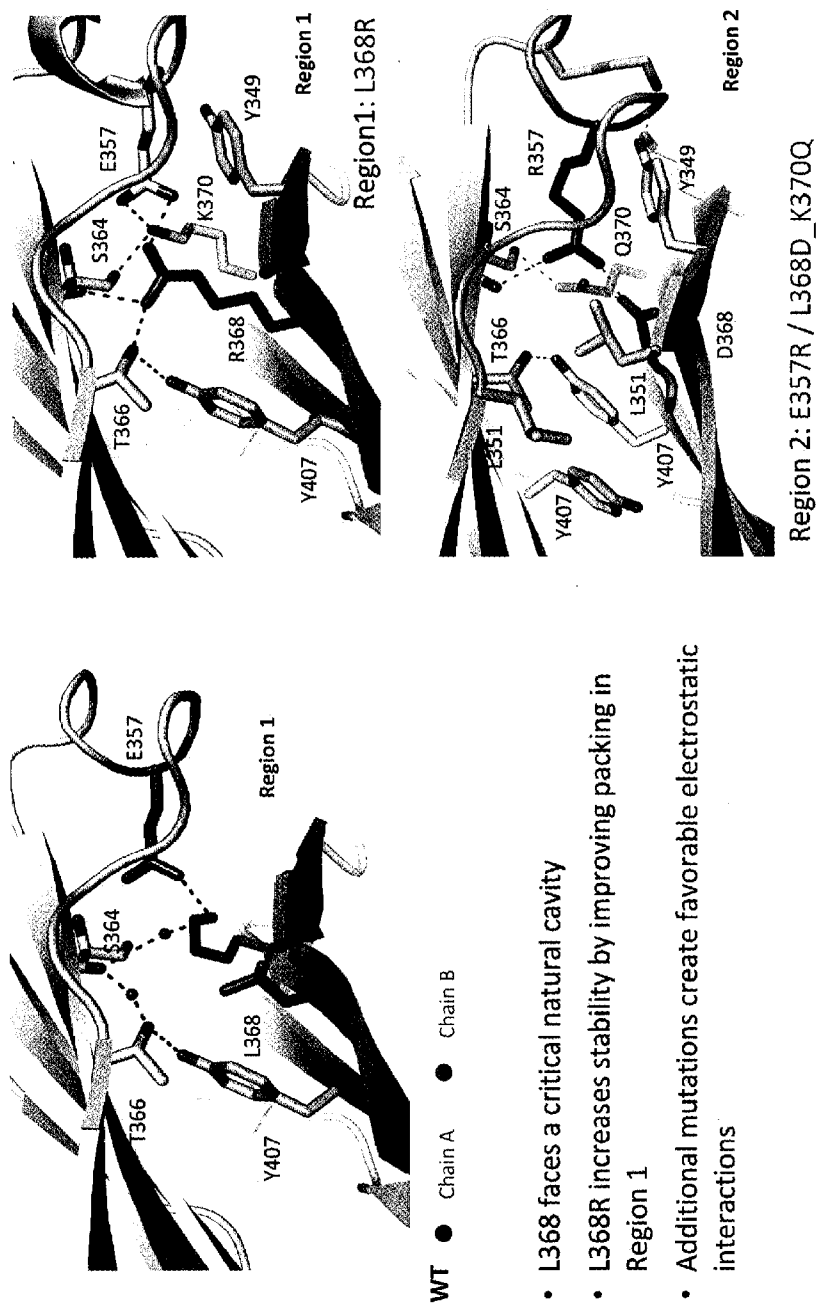 E357
S364
T366
L368
Y407
Region 1
WT ● Chain A ● Chain B
• L368 faces a critical natural cavity
• L368R increases stability by improving packing in
Region 1
• Additional mutations create favorable electrostatic
interactions
E357
S364
T366
Y349
K370
R368
Y407
Region 1
Region1: L368R
R357
S364
T366
L351
Y407
Q370
Y349
L351
Y407
D368
Region 2
Region 2: E357R / L368D_K370Q